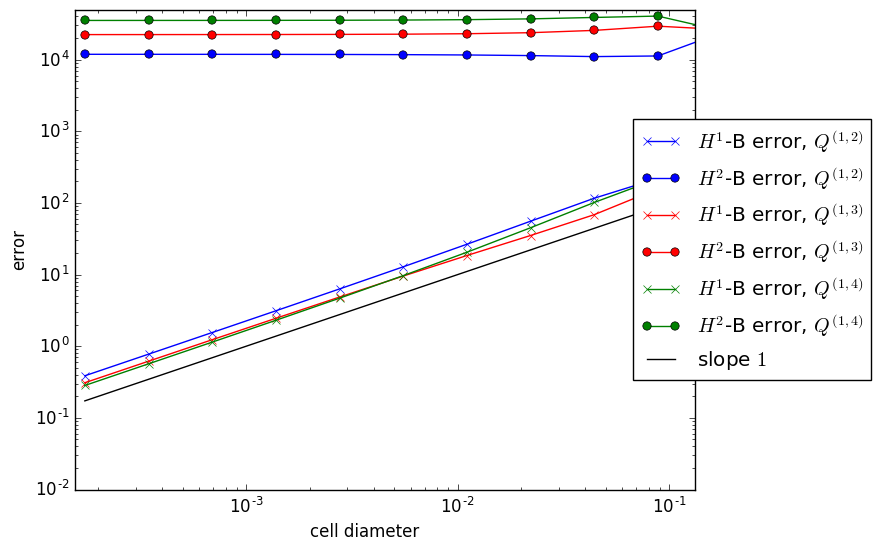 10^4
10^3
10^2
10^1
10^0
10^-1
10^-2
error
10^-3
10^-2
10^-1
cell diameter
H^1-B error, Q^(1,2)
H^2-B error, Q^(1,2)
H^1-B error, Q^(1,3)
H^2-B error, Q^(1,3)
H^1-B error, Q^(1,4)
H^2-B error, Q^(1,4)
slope 1